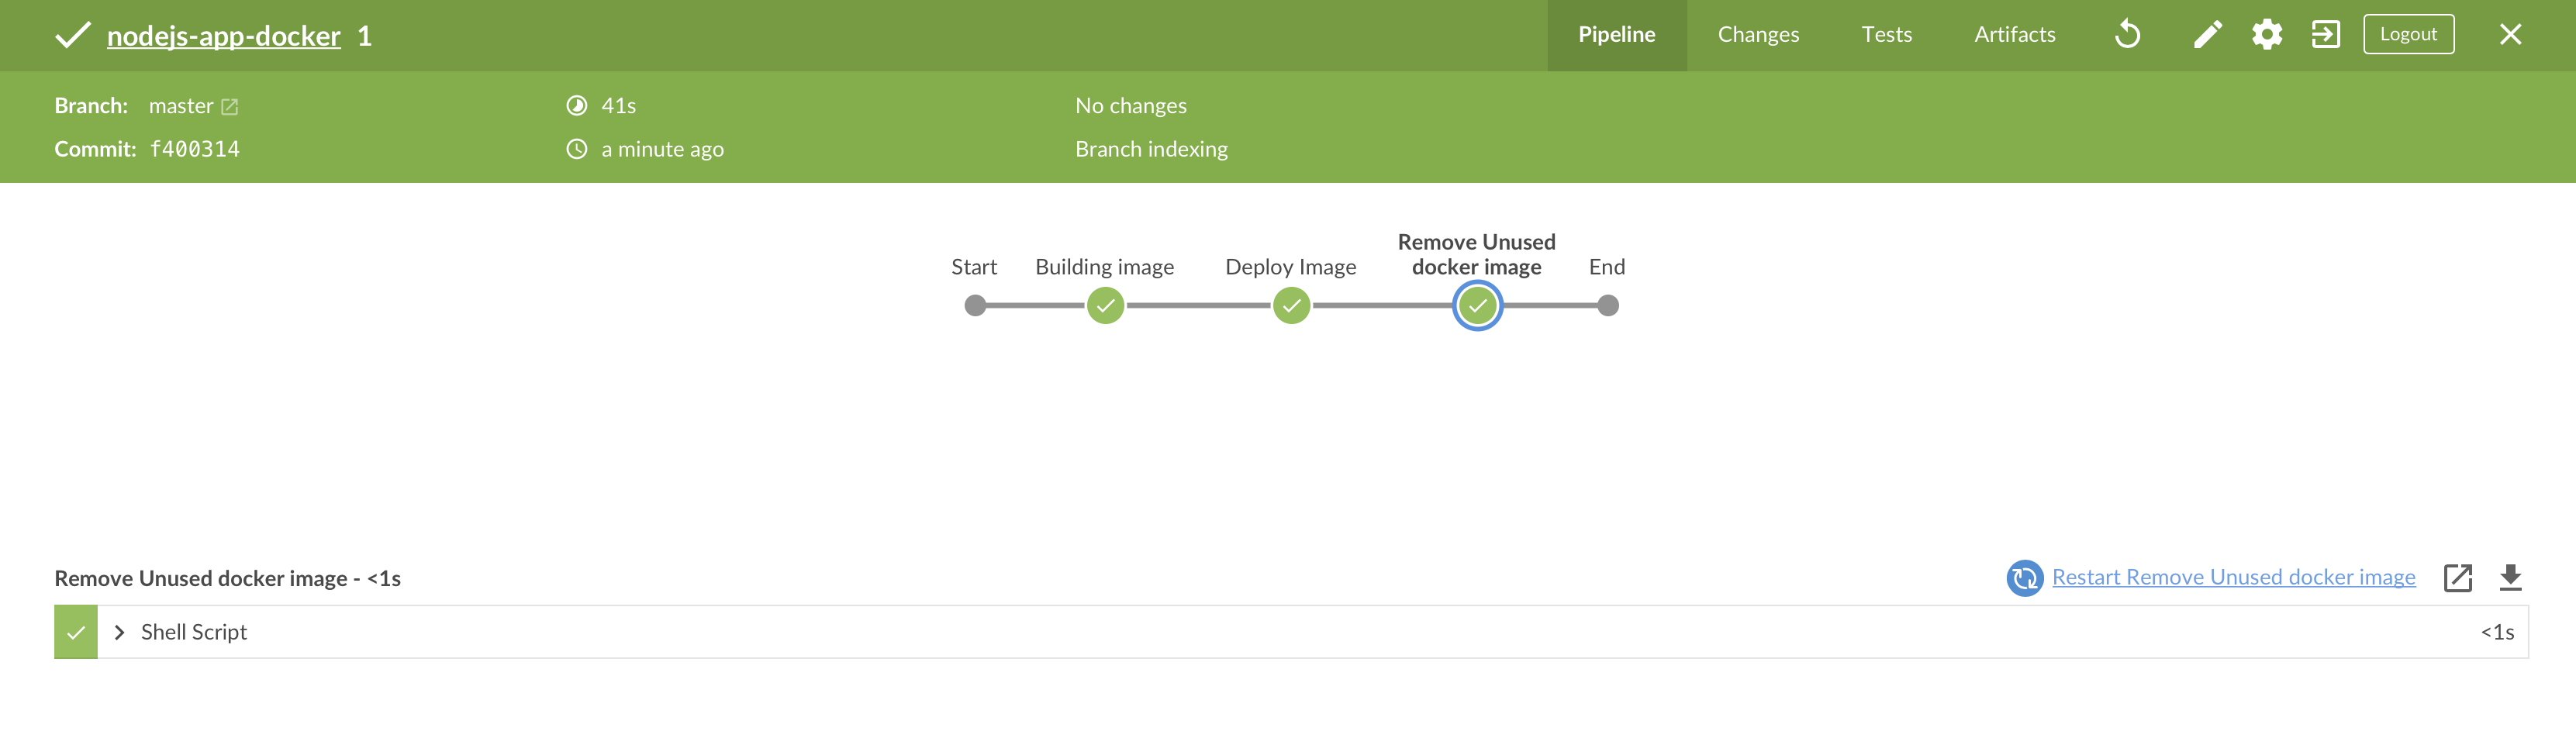 nodejs-app-docker 1
Pipeline
Changes
Tests
Artifacts
Logout
Branch: master
41s
No changes
Commit: f400314
a minute ago
Branch indexing
Start
Building image
Deploy Image
Remove Unused
docker image
End
Remove Unused docker image - <1s
Restart Remove Unused docker image
Shell Script
<1s